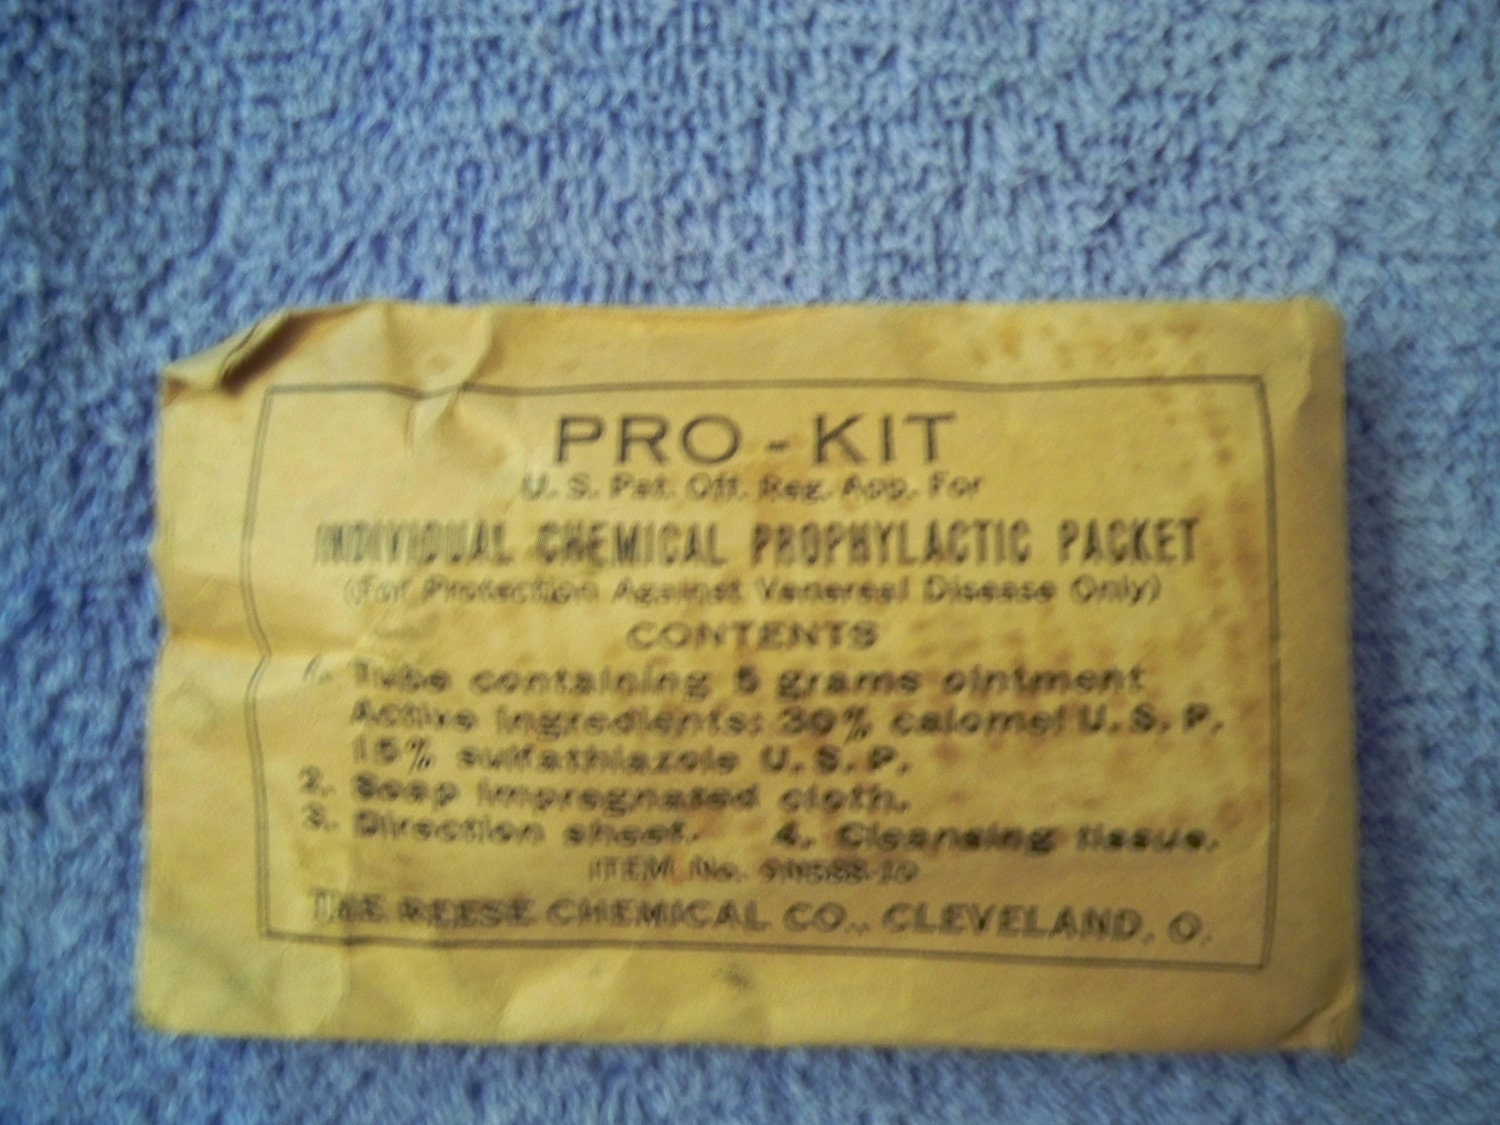 PRO-KIT
U. S. Pat. Off. Reg. App. For
INDIVIDUAL CHEMICAL PROPHYLACTIC PACKET
(For Protection Against Venereal Disease Only)
CONTENTS
1. Tube containing 5 grams ointment
Active ingredients: 30% calomel U. S. P.
15% sulfathiazole U. S. P.
2. Soap impregnated cloth.
3. Direction sheet. 4. Cleansing tissue.
ITEM No.
THE REESE CHEMICAL CO., CLEVELAND, O.